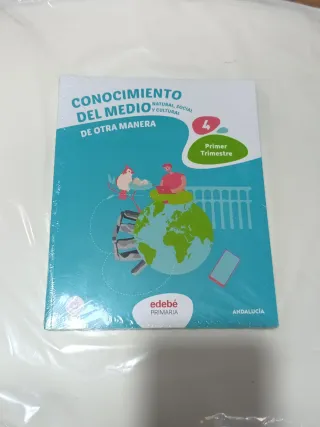 CONOCIMIENTO
DEL MEDIO NATURAL, SOCIAL
Y CULTURAL
DE OTRA MANERA
4
Primer
Trimestre
edebé
PRIMARIA
ANDALUCÍA